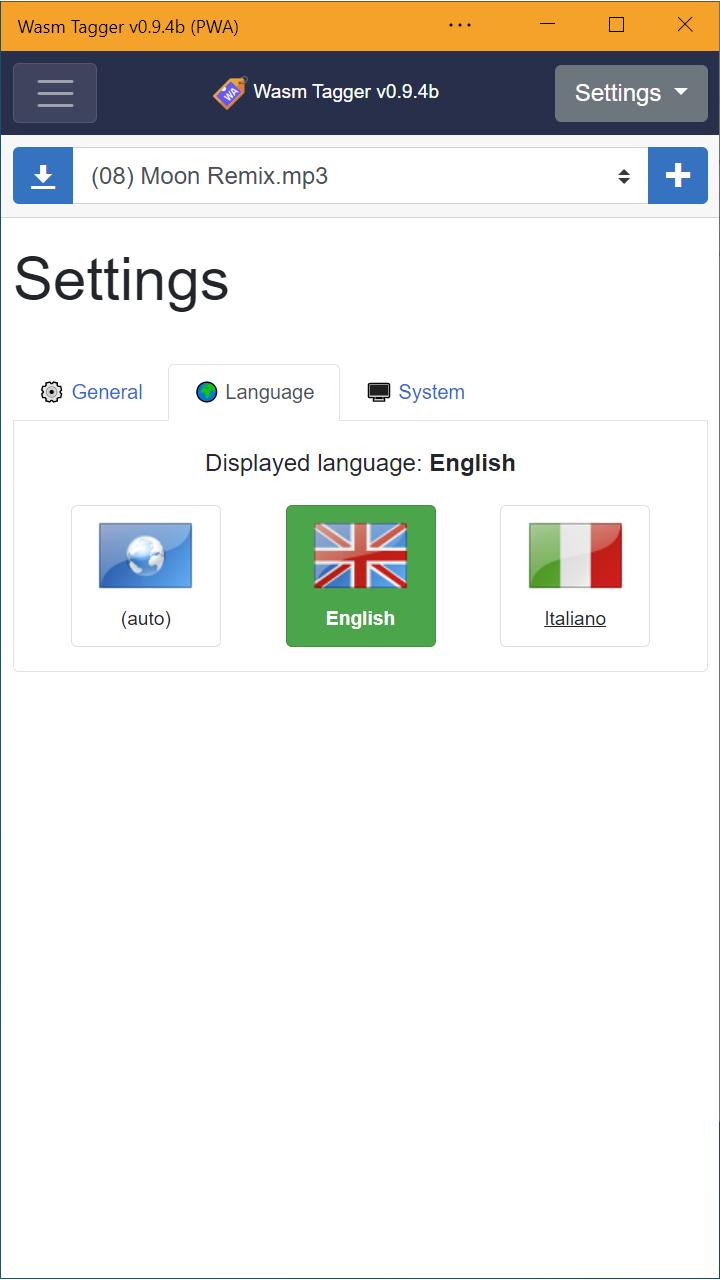 Wasm Tagger v0.9.4b (PWA)
WA Wasm Tagger v0.9.4b
Settings
(08) Moon Remix.mp3
Settings
General Language System
Displayed language: English
(auto) English Italiano